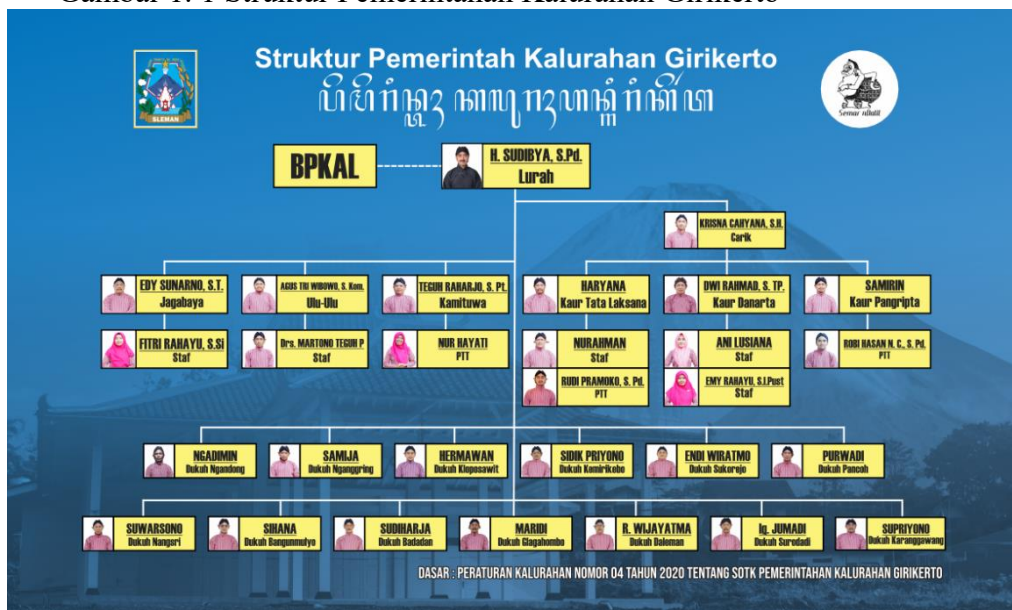 Gambar 1. 1 Struktur Pemerintahan Kalurahan Girikerto
Struktur Pemerintah Kalurahan Girikerto
SLEMAN
Semar
BPKAL
H. SUDIBYA, S.Pd.
Lurah
KRISNA CAHYANA, S.H.
Carik
EDY SUNARNO, S.T.
Jagabaya
AGUS TRI WIBOWO, S. Kom.
Ulu-Ulu
TEGUH RAHARJO, S. Pt.
Kamituwa
HARYANA
Kaur Tata Laksana
DWI RAHMAD, S. TP.
Kaur Danarta
SAMIRIN
Kaur Pangripta
FITRI RAHAYU, S.Si
Staf
Drs. MARTONO TEGUH P
Staf
NUR HAYATI
PTT
NURAHMAN
Staf
ANI LUSIANA
Staf
ROBI HASAN N. C., S. Pd.
PTT
RUDI PRAMOKO, S. Pd.
PTT
EMY RAHAYU, S.I.Pust
Staf
NGADIMIN
Dukuh Ngandong
SAMIJA
Dukuh Nganggring
HERMAWAN
Dukuh Kloposawit
SIDIK PRIYONO
Dukuh Kemirikebo
ENDI WIRATMO
Dukuh Sukorejo
PURWADI
Dukuh Pancoh
SUWARSONO
Dukuh Nangsri
SIHANA
Dukuh Bangunmulyo
SUDIHARJA
Dukuh Babadan
MARIDI
Dukuh Glagahombo
R. WIJAYATMA
Dukuh Daleman
Ig. JUMADI
Dukuh Surodadi
SUPRIYONO
Dukuh Karanggawang
DASAR : PERATURAN KALURAHAN NOMOR 04 TAHUN 2020 TENTANG SOTK PEMERINTAHAN KALURAHAN GIRIKERTO